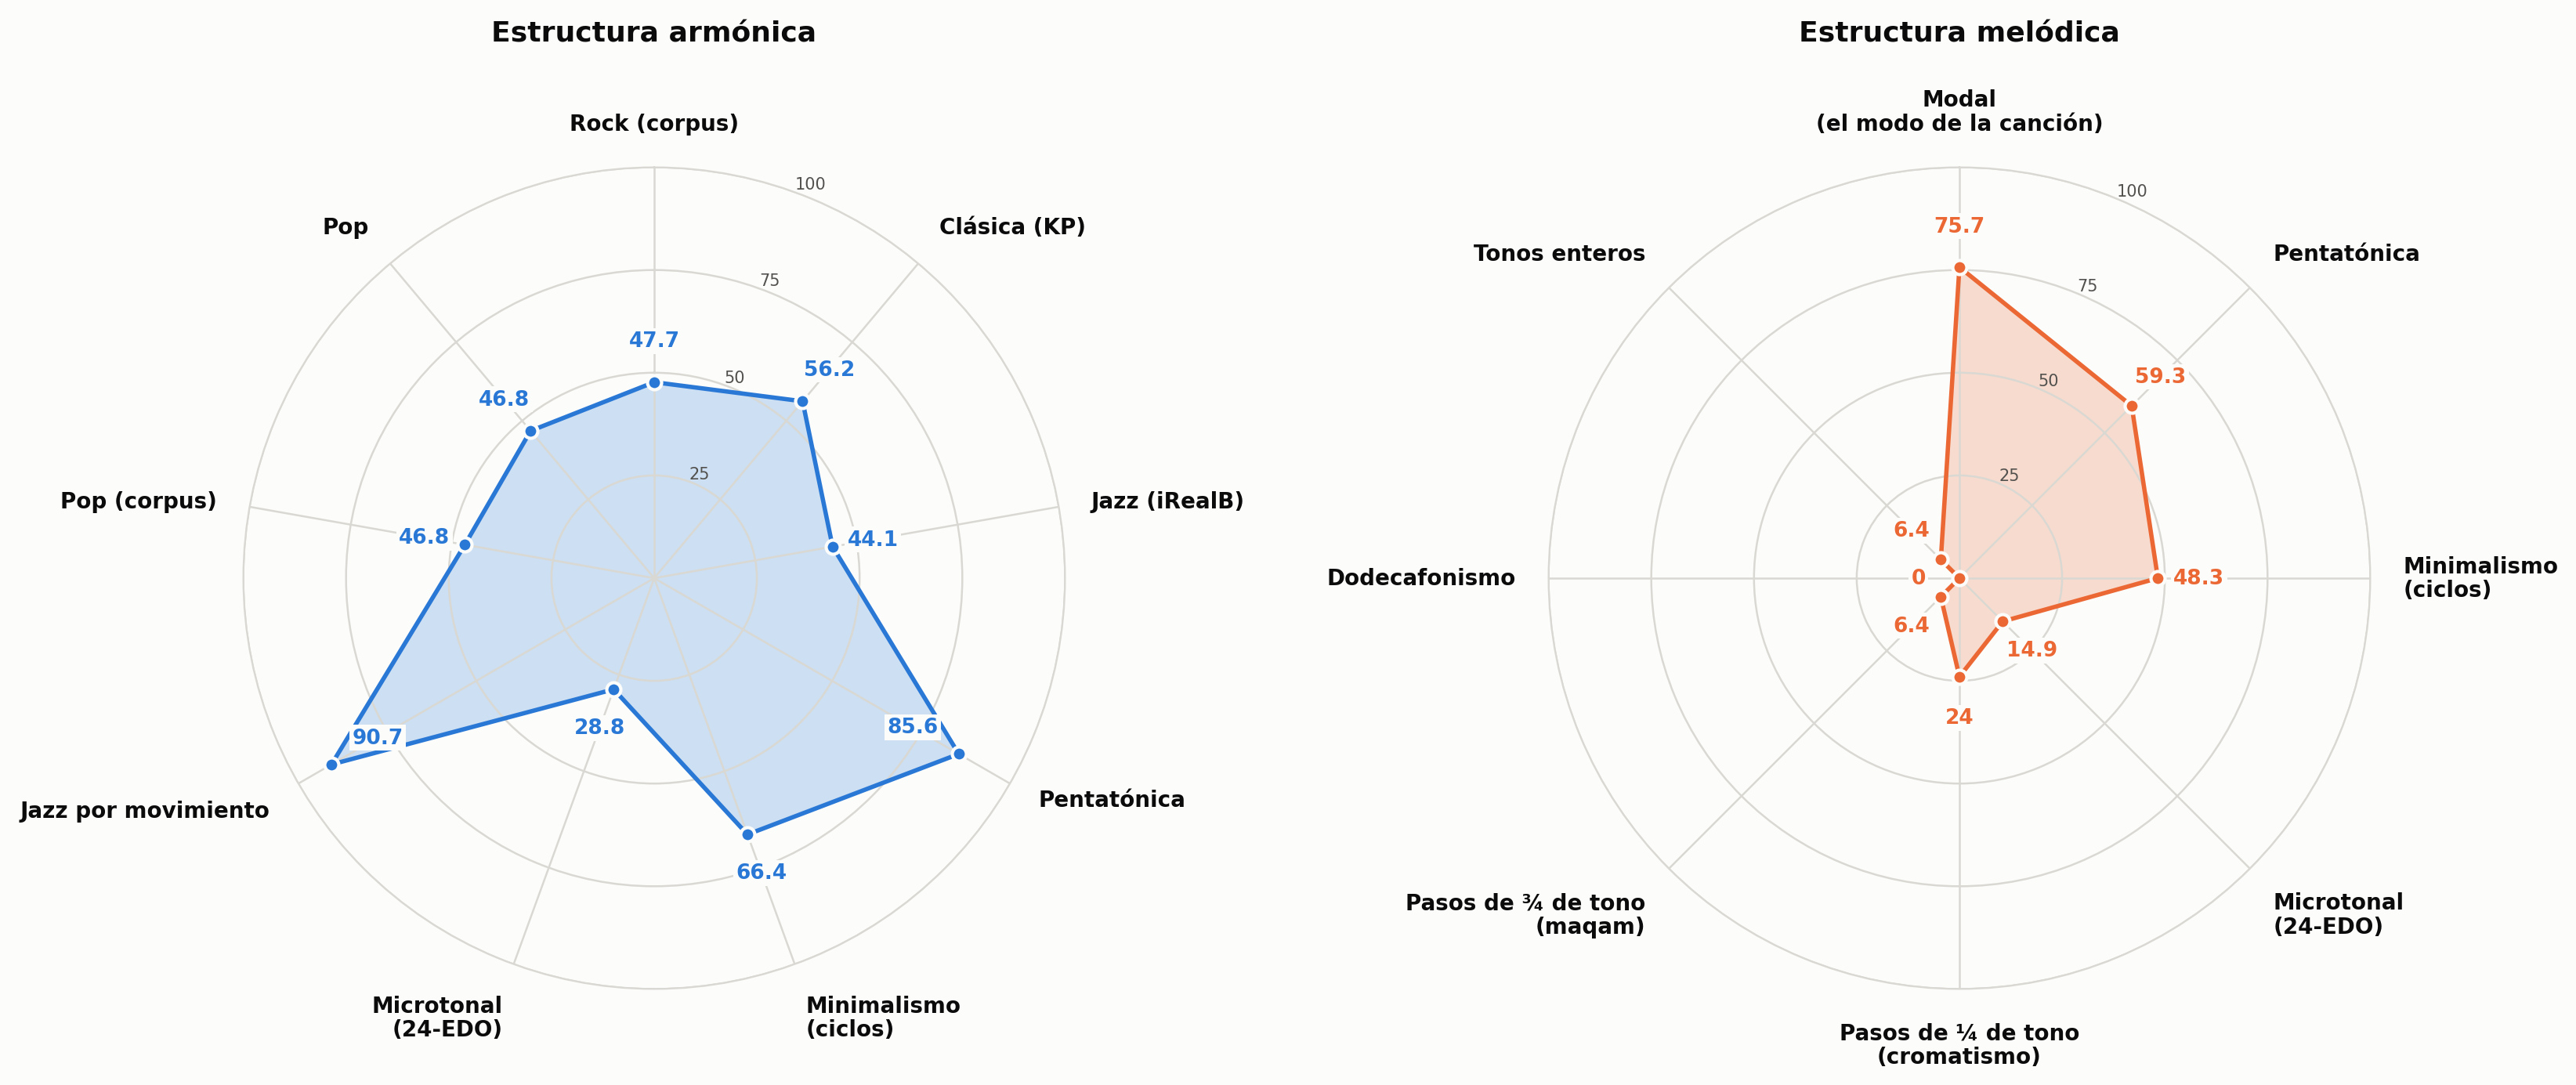 Estructura armónica
Rock (corpus)
Clásica (KP)
Jazz (iRealB)
Pentatónica
Minimalismo
(ciclos)
Microtonal
(24-EDO)
Jazz por movimiento
Pop (corpus)
Pop
100
75
50
25
47.7
56.2
44.1
85.6
66.4
28.8
90.7
46.8
46.8
Estructura melódica
Modal
(el modo de la canción)
Pentatónica
Minimalismo
(ciclos)
Microtonal
(24-EDO)
Pasos de ¼ de tono
(cromatismo)
Pasos de ¾ de tono
(maqam)
Dodecafonismo
Tonos enteros
100
75
50
25
75.7
59.3
48.3
14.9
24
6.4
0
6.4